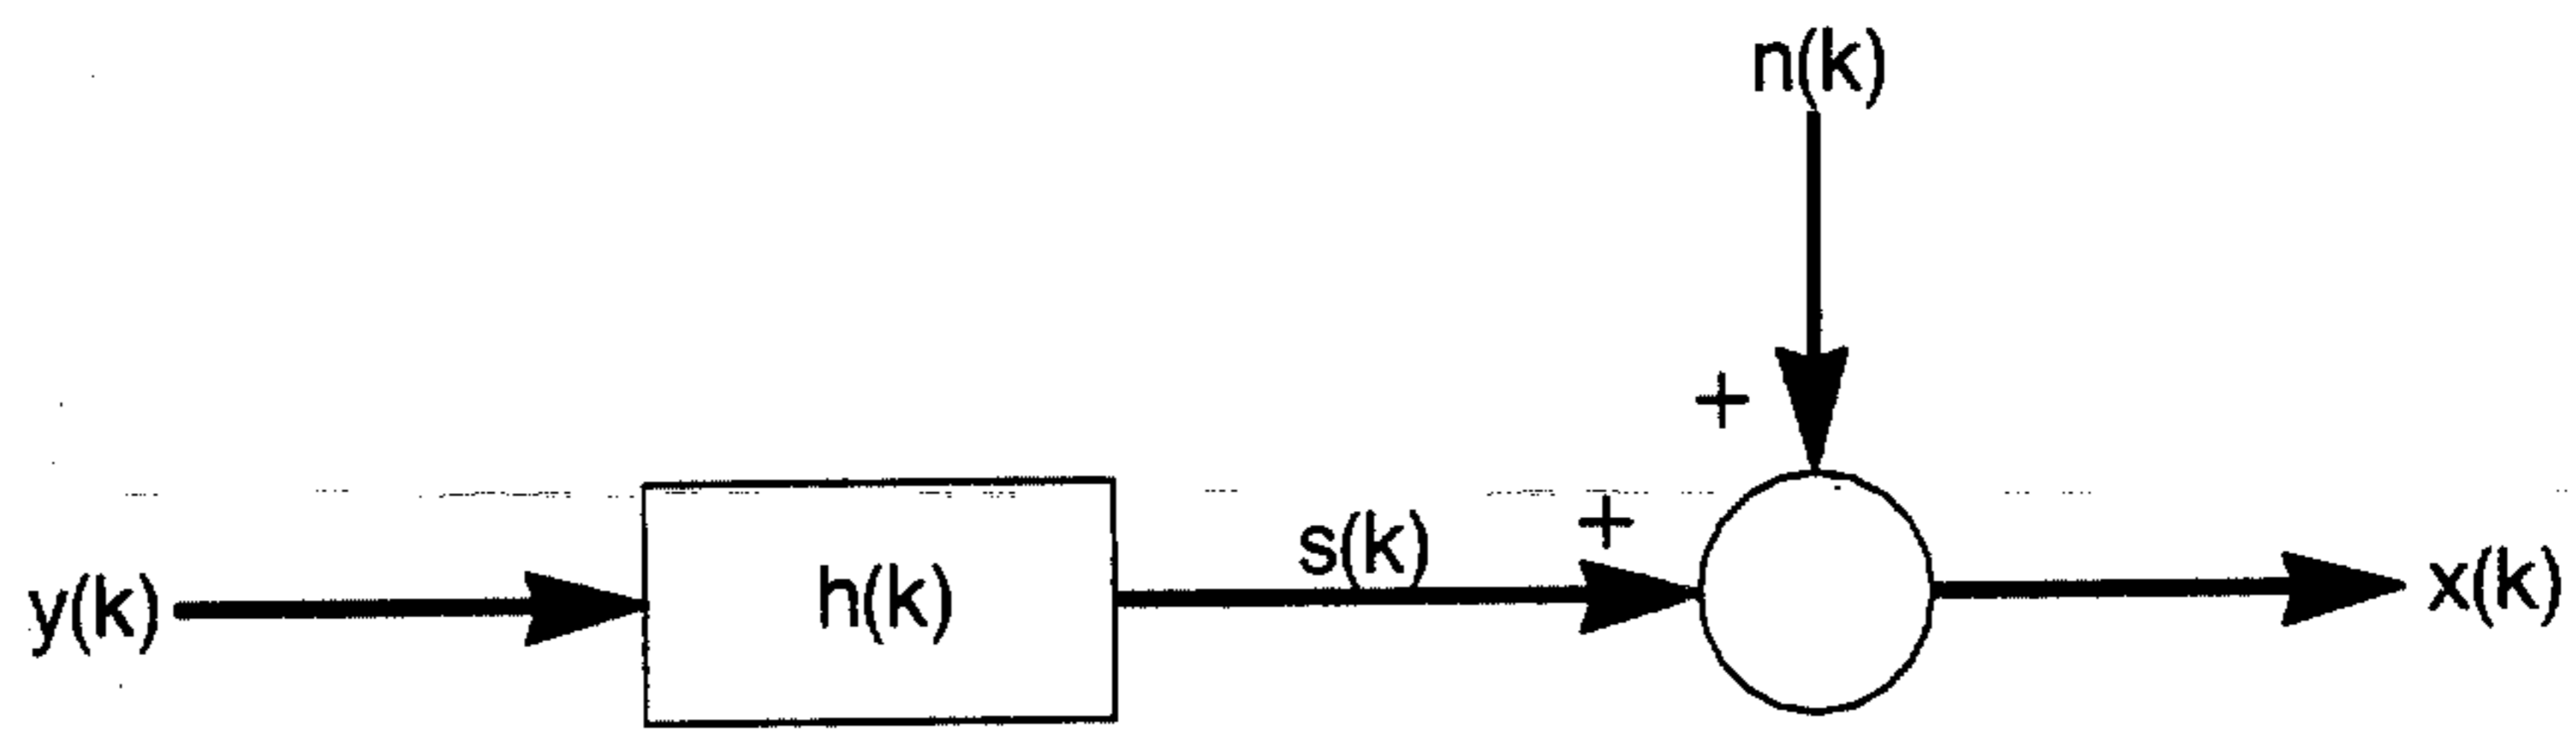 n(k)
+
+
s(k)
y(k)
h(k)
x(k)